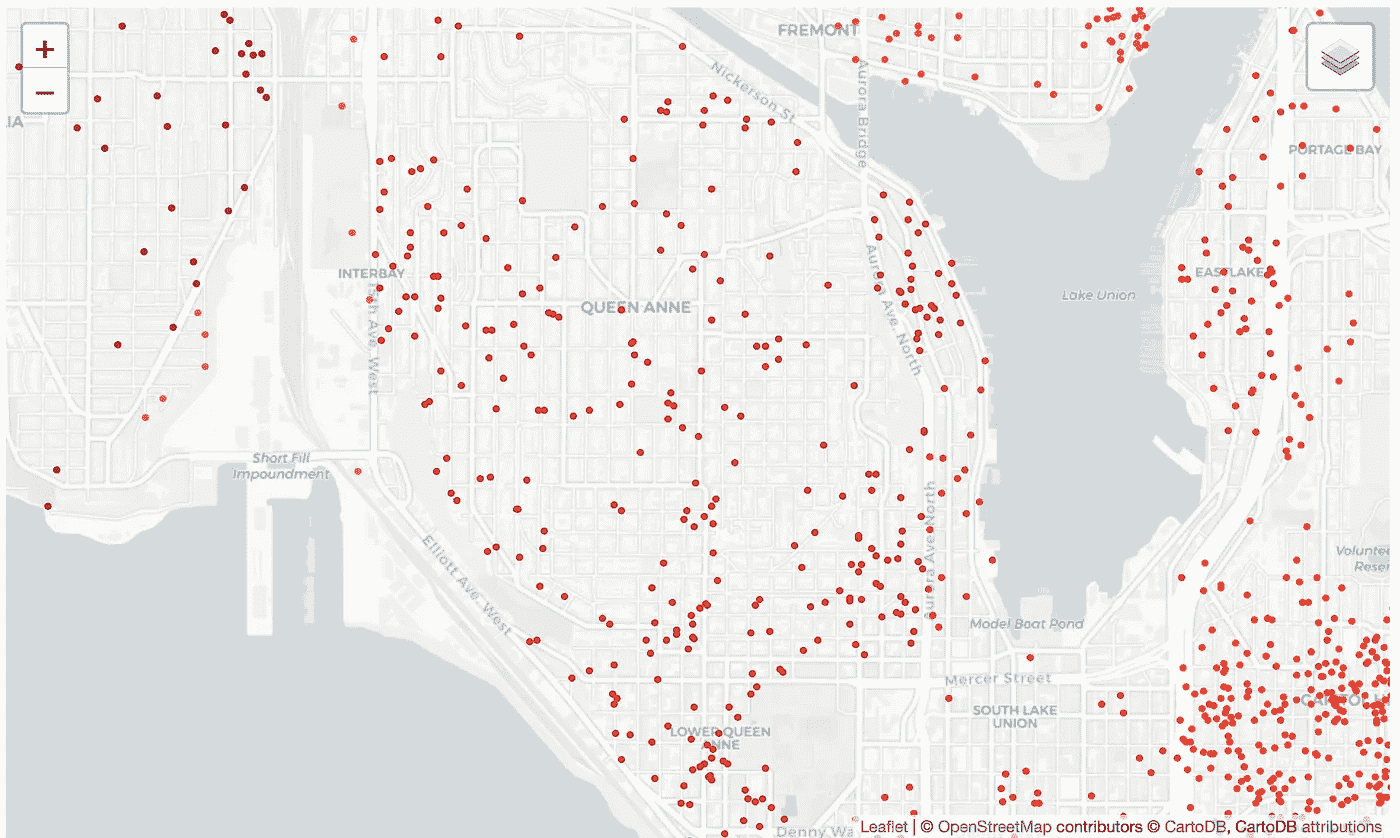 +
−
FREMONT
Nickerson St
Aurora Bridge
IA
PORTAGE BAY
INTERBAY
EASTLAKE
Lake Union
QUEEN ANNE
15th Ave. West
Aurora Ave. North
Short Fill
Impoundment
Aurora Ave. North
Elliott Ave. West
Volunteer
Reser
Model Boat Pond
Mercer Street
SOUTH LAKE
UNION
LOWER QUEEN
ANNE
Denny Wa
Leaflet | © OpenStreetMap contributors © CartoDB, CartoDB attributions